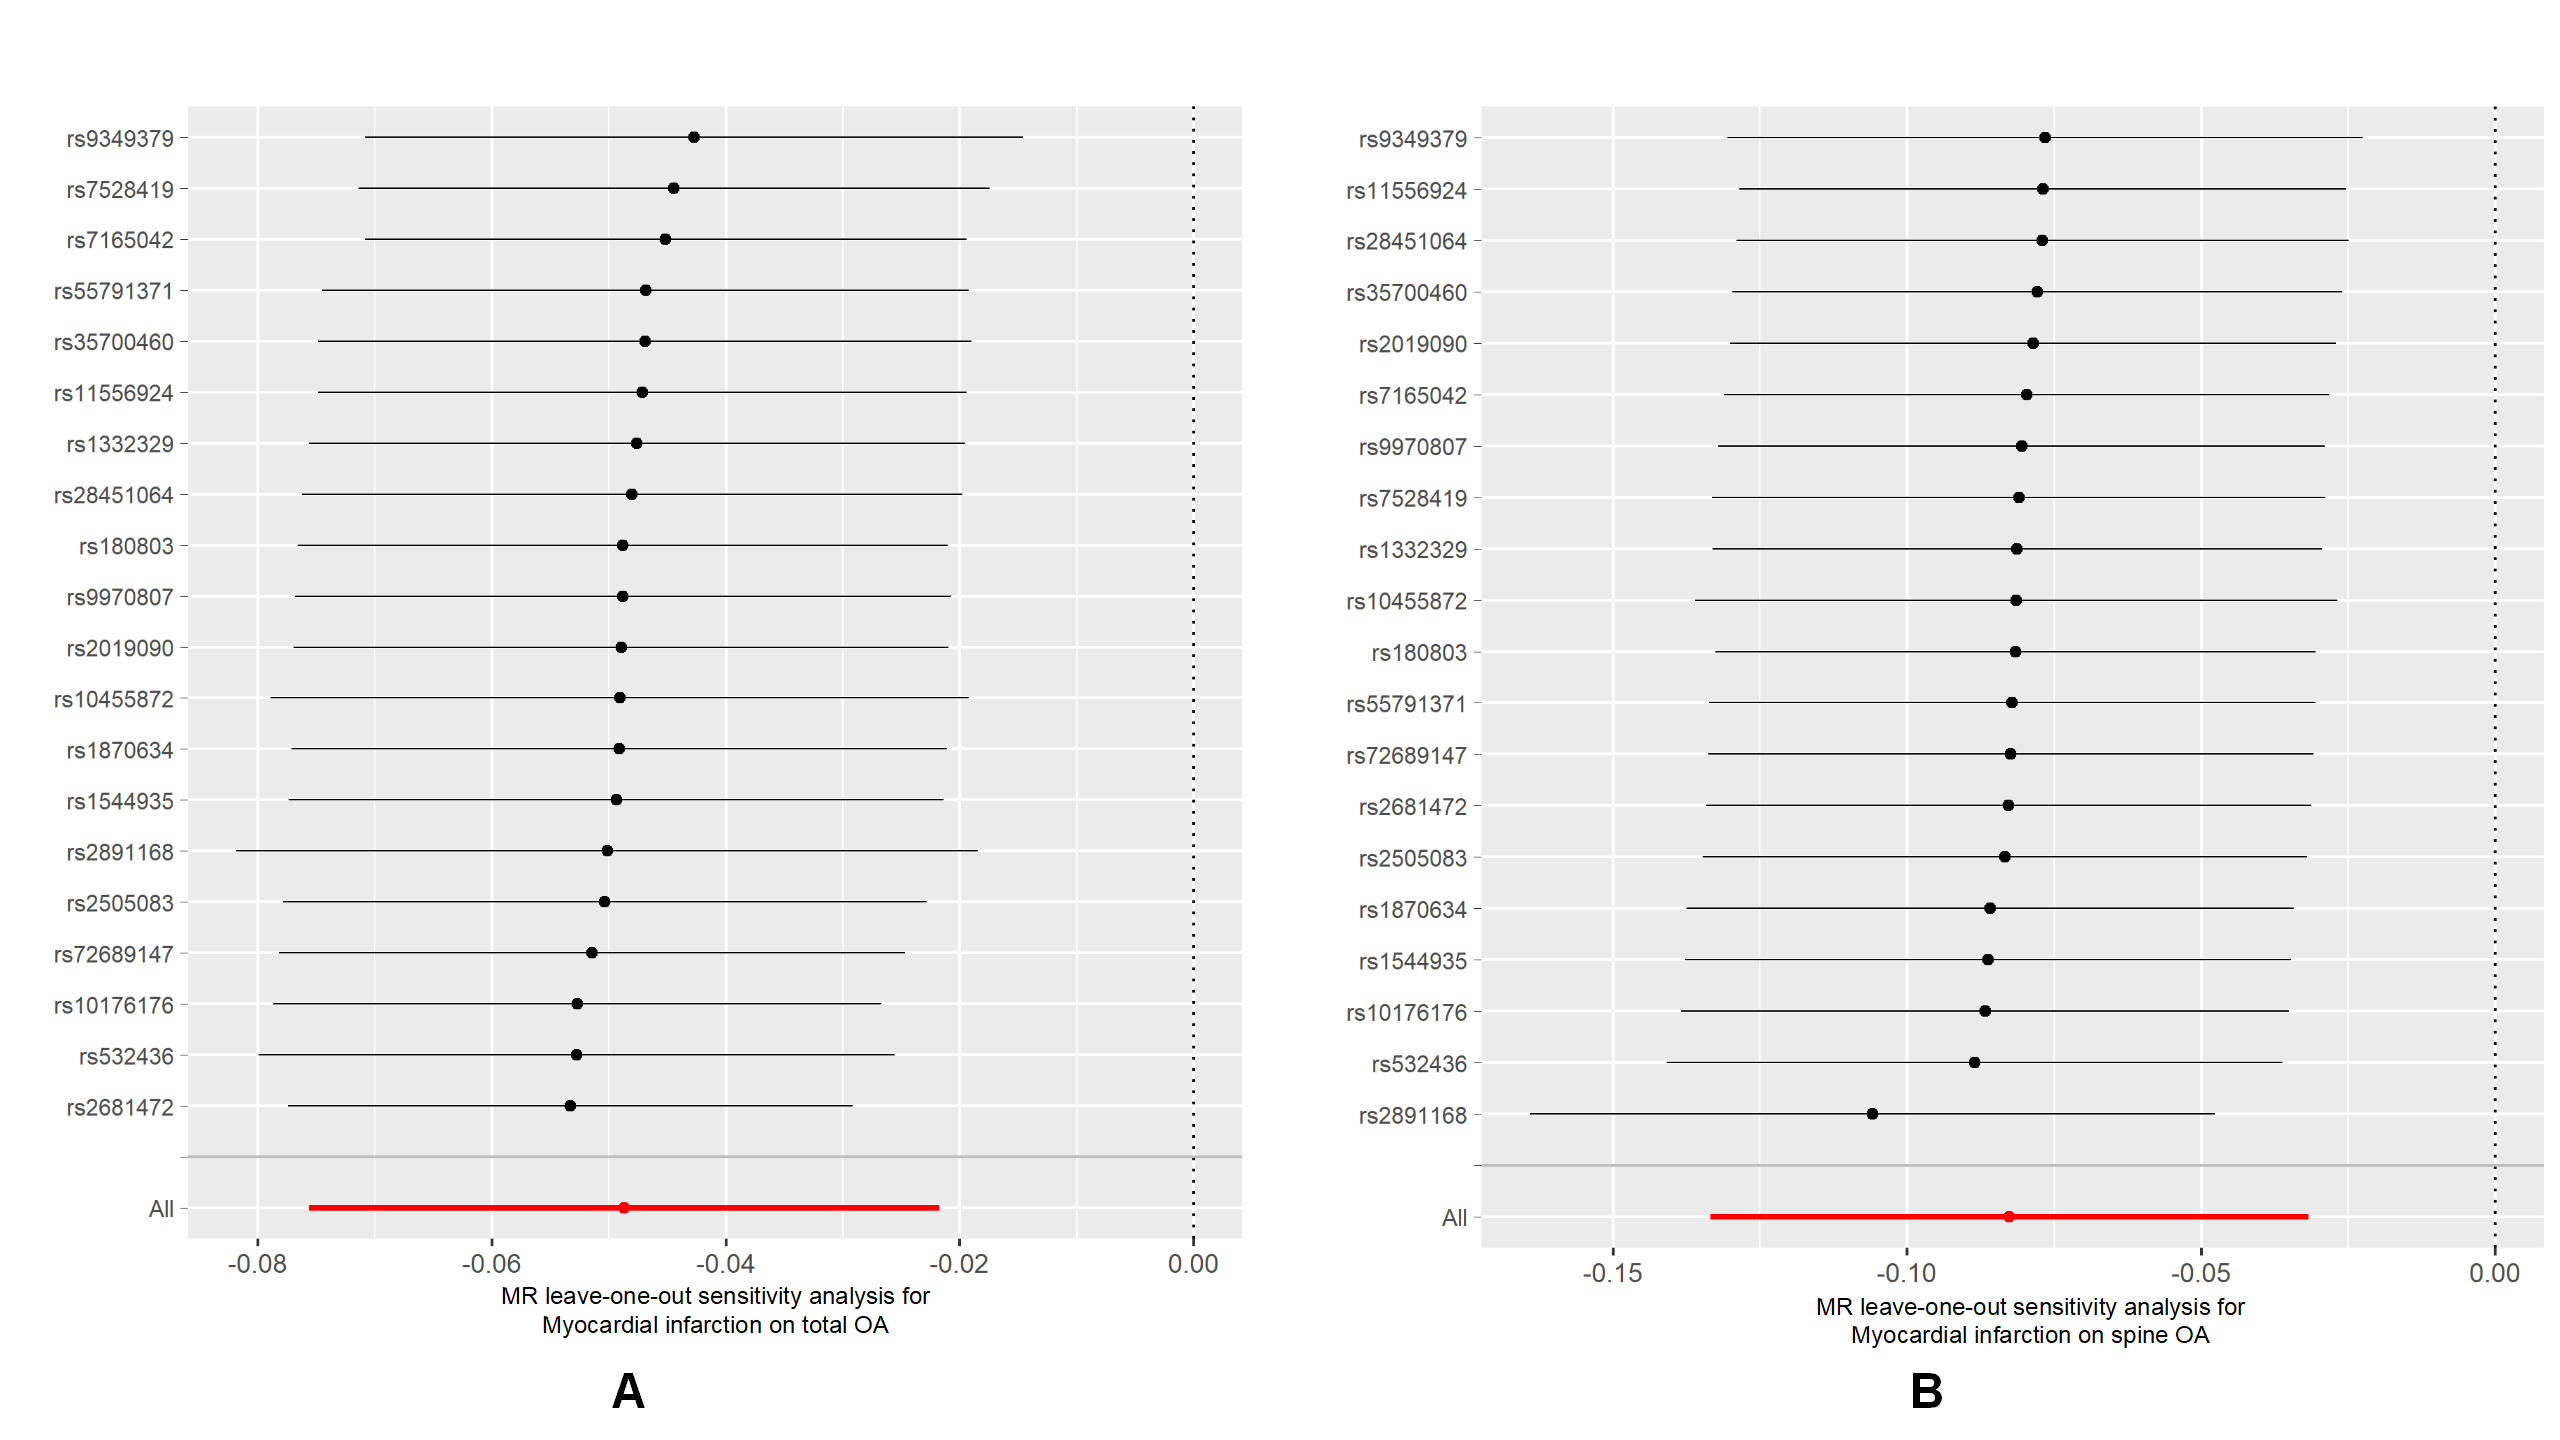 rs9349379
rs7528419
rs7165042
rs55791371
rs35700460
rs11556924
rs1332329
rs28451064
rs180803
rs9970807
rs2019090
rs10455872
rs1870634
rs1544935
rs2891168
rs2505083
rs72689147
rs10176176
rs532436
rs2681472
All
-0.08 -0.06 -0.04 -0.02 0.00
MR leave-one-out sensitivity analysis for
Myocardial infarction on total OA
A
rs9349379
rs11556924
rs28451064
rs35700460
rs2019090
rs7165042
rs9970807
rs7528419
rs1332329
rs10455872
rs180803
rs55791371
rs72689147
rs2681472
rs2505083
rs1870634
rs1544935
rs10176176
rs532436
rs2891168
All
-0.15 -0.10 -0.05 0.00
MR leave-one-out sensitivity analysis for
Myocardial infarction on spine OA
B